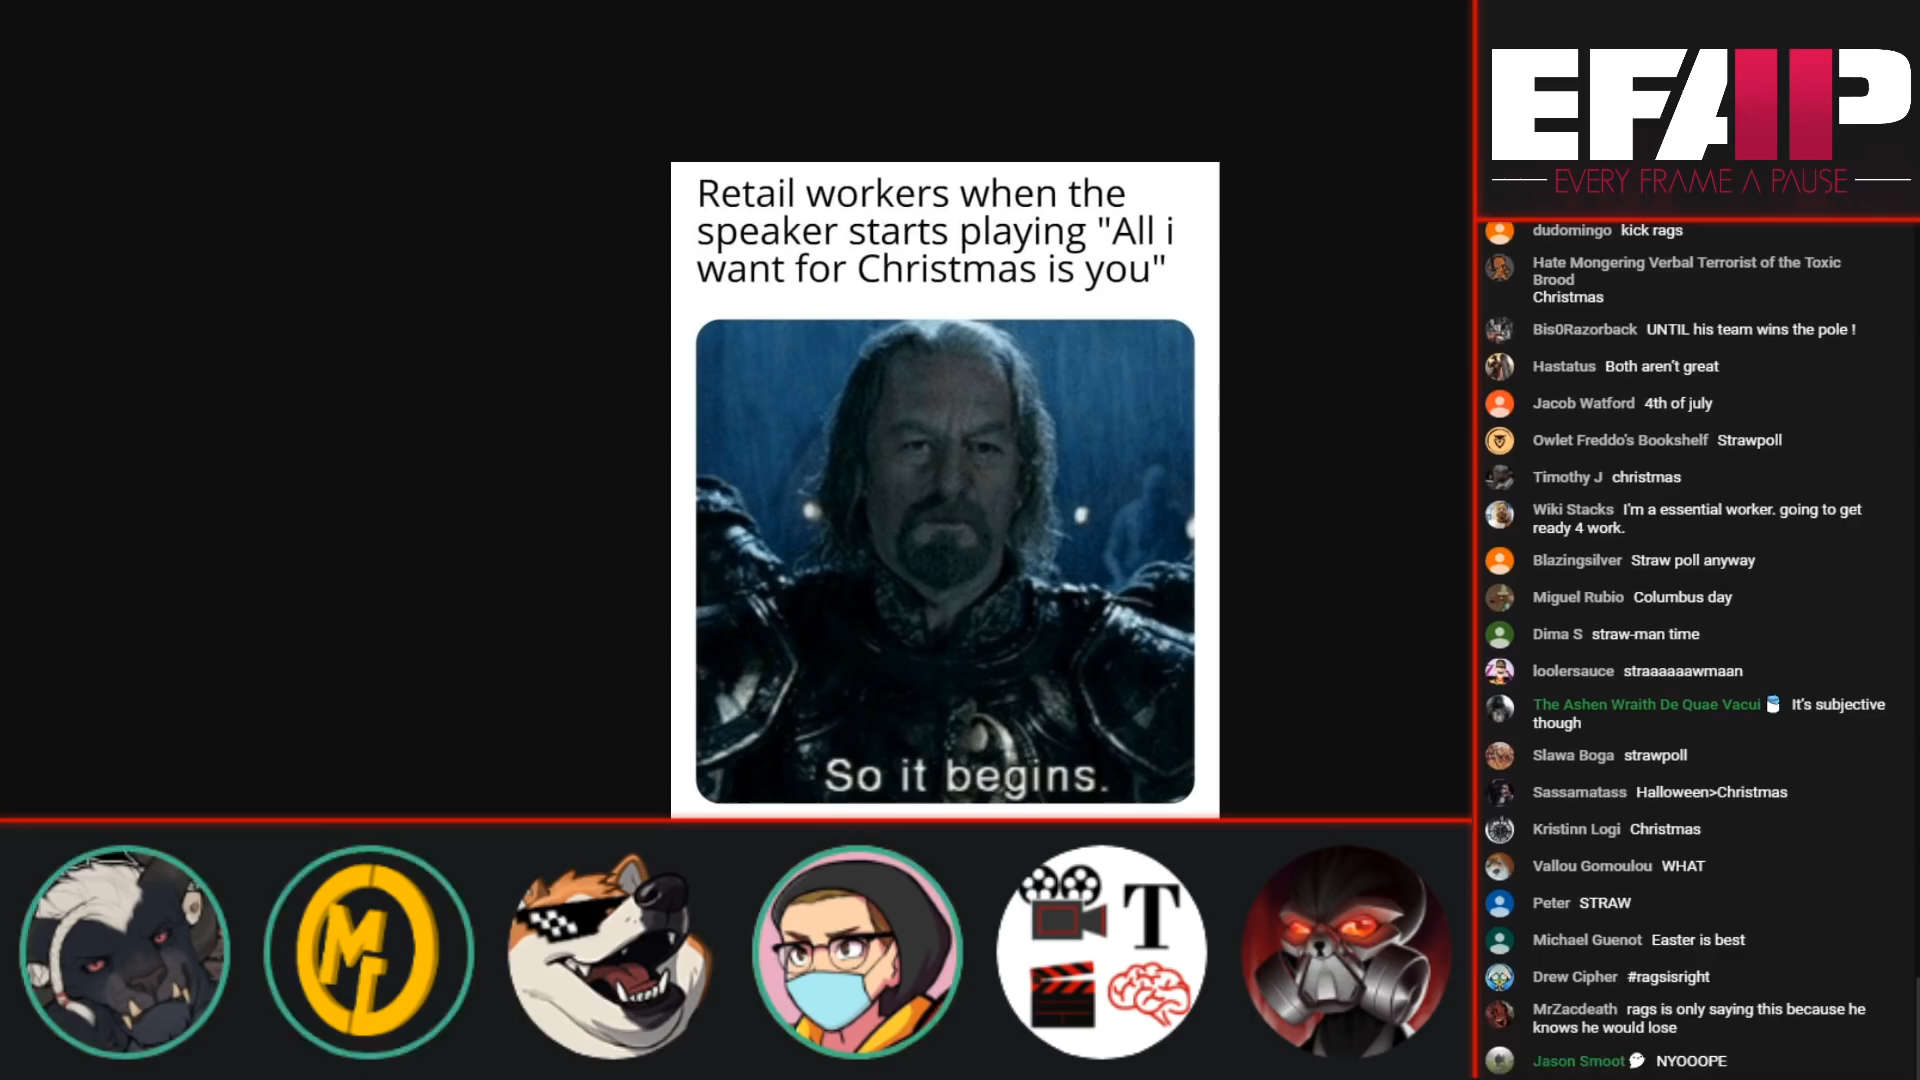 Retail workers when the
speaker starts playing "All i
want for Christmas is you"
So it begins.
EFAP
EVERY FRAME A PAUSE
dudomingo kick rags
Hate Mongering Verbal Terrorist of the Toxic
Brood
Christmas
Bis0Razorback UNTIL his team wins the pole !
Hastatus Both aren't great
Jacob Watford 4th of july
Owlet Freddo's Bookshelf Strawpoll
Timothy J christmas
Wiki Stacks I'm a essential worker. going to get
ready 4 work.
Blazingsilver Straw poll anyway
Miguel Rubio Columbus day
Dima S straw-man time
loolersauce straaaaaawmaan
The Ashen Wraith De Quae Vacui It's subjective
though
Slawa Boga strawpoll
Sassamatass Halloween>Christmas
Kristinn Logi Christmas
Vallou Gomoulou WHAT
Peter STRAW
Michael Guenot Easter is best
Drew Cipher #ragsisright
MrZacdeath rags is only saying this because he
knows he would lose
Jason Smoot NYOOOPE
T